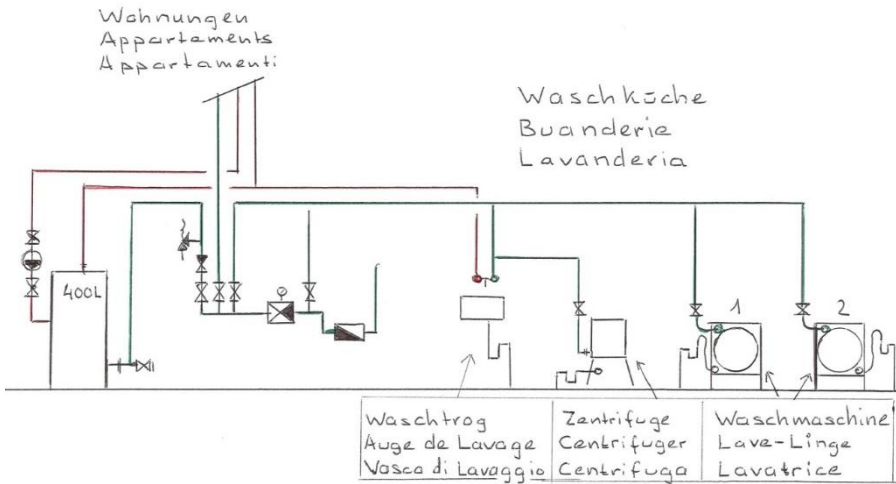 Wohnungen
Appartaments
Appartamenti
Waschküche
Buanderie
Lavanderia
400L
1
2
Waschtrog
Auge de Lavage
Vasca di Lavaggio
Zentrifuge
Centrifuger
Centrifuga
Waschmaschine
Lave-Linge
Lavatrice